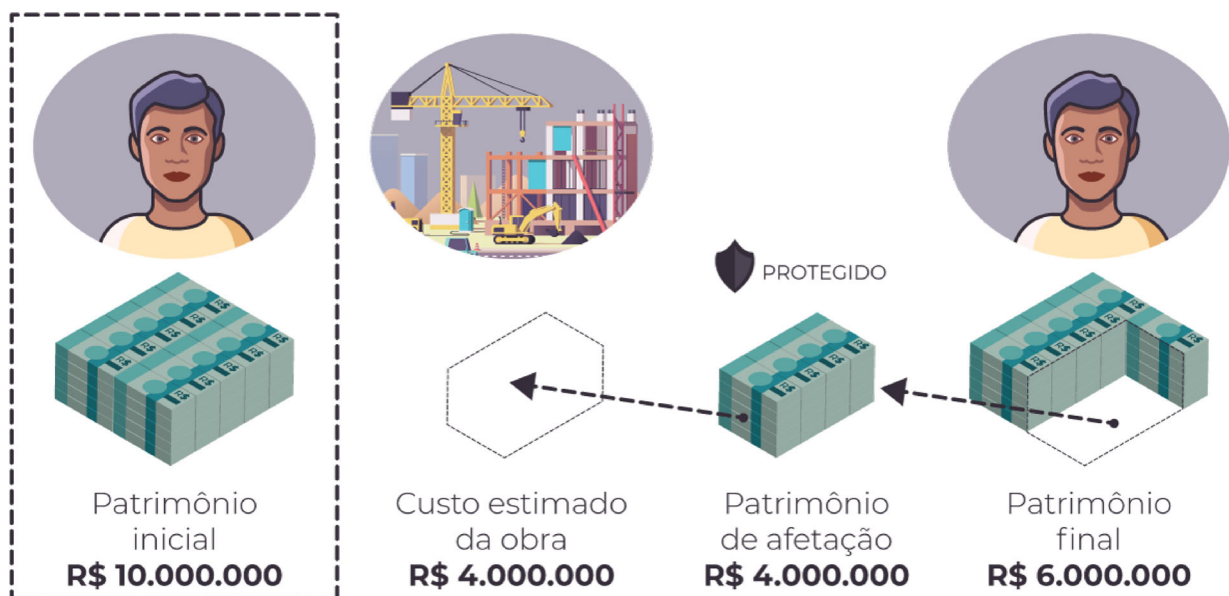 PROTEGIDO
Patrimônio
inicial
R$ 10.000.000
Custo estimado
da obra
R$ 4.000.000
Patrimônio
de afetação
R$ 4.000.000
Patrimônio
final
R$ 6.000.000